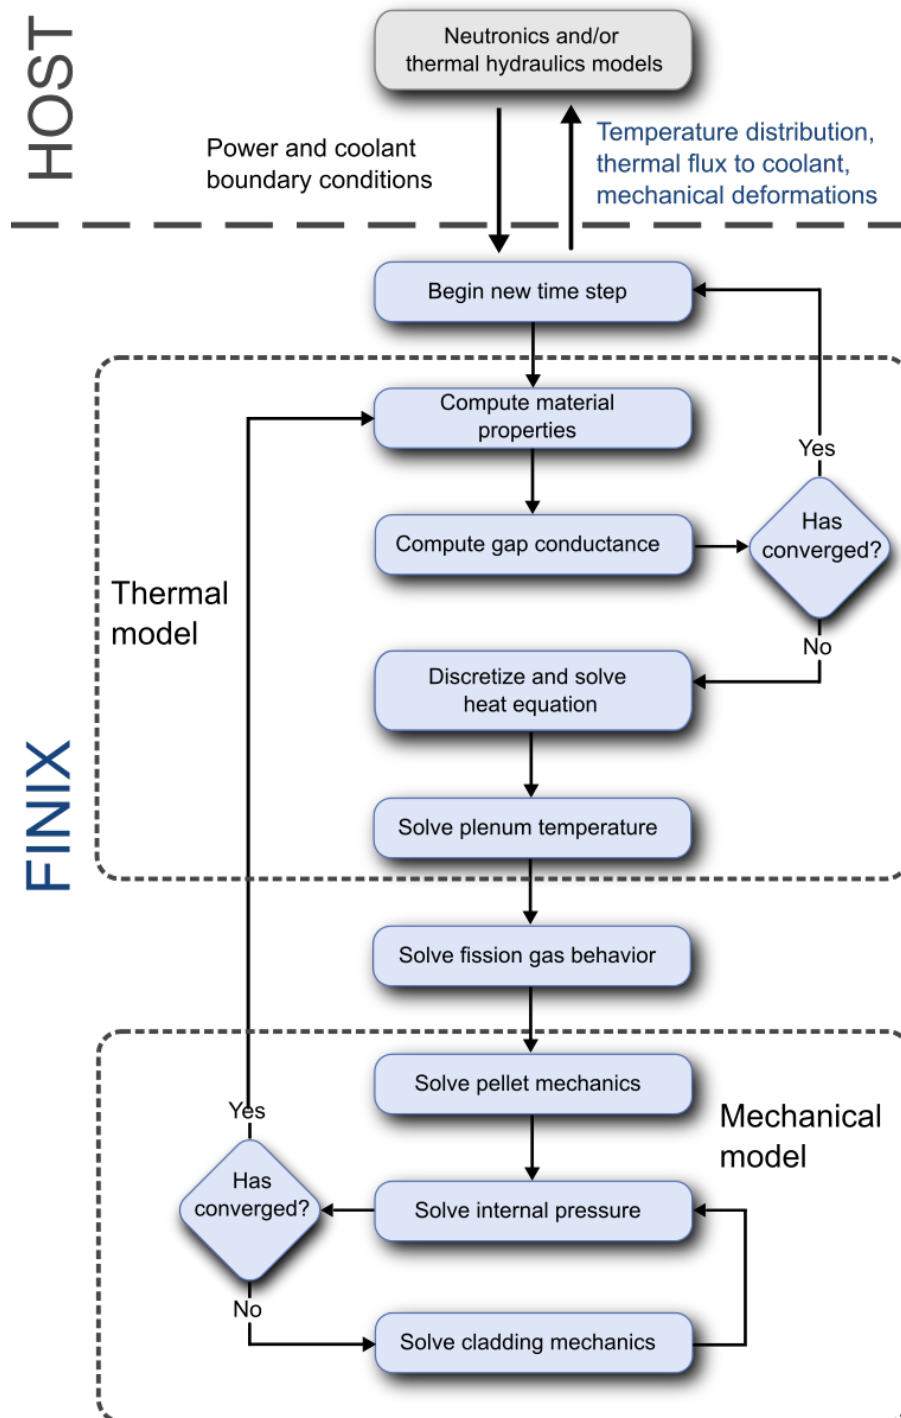 HOST
Neutronics and/or
thermal hydraulics models
Power and coolant
boundary conditions
Temperature distribution,
thermal flux to coolant,
mechanical deformations
FINIX
Begin new time step
Compute material
properties
Yes
Compute gap conductance
Has
converged?
Thermal
model
No
Discretize and solve
heat equation
Solve plenum temperature
Solve fission gas behavior
Solve pellet mechanics
Yes
Mechanical
model
Has
converged?
Solve internal pressure
No
Solve cladding mechanics